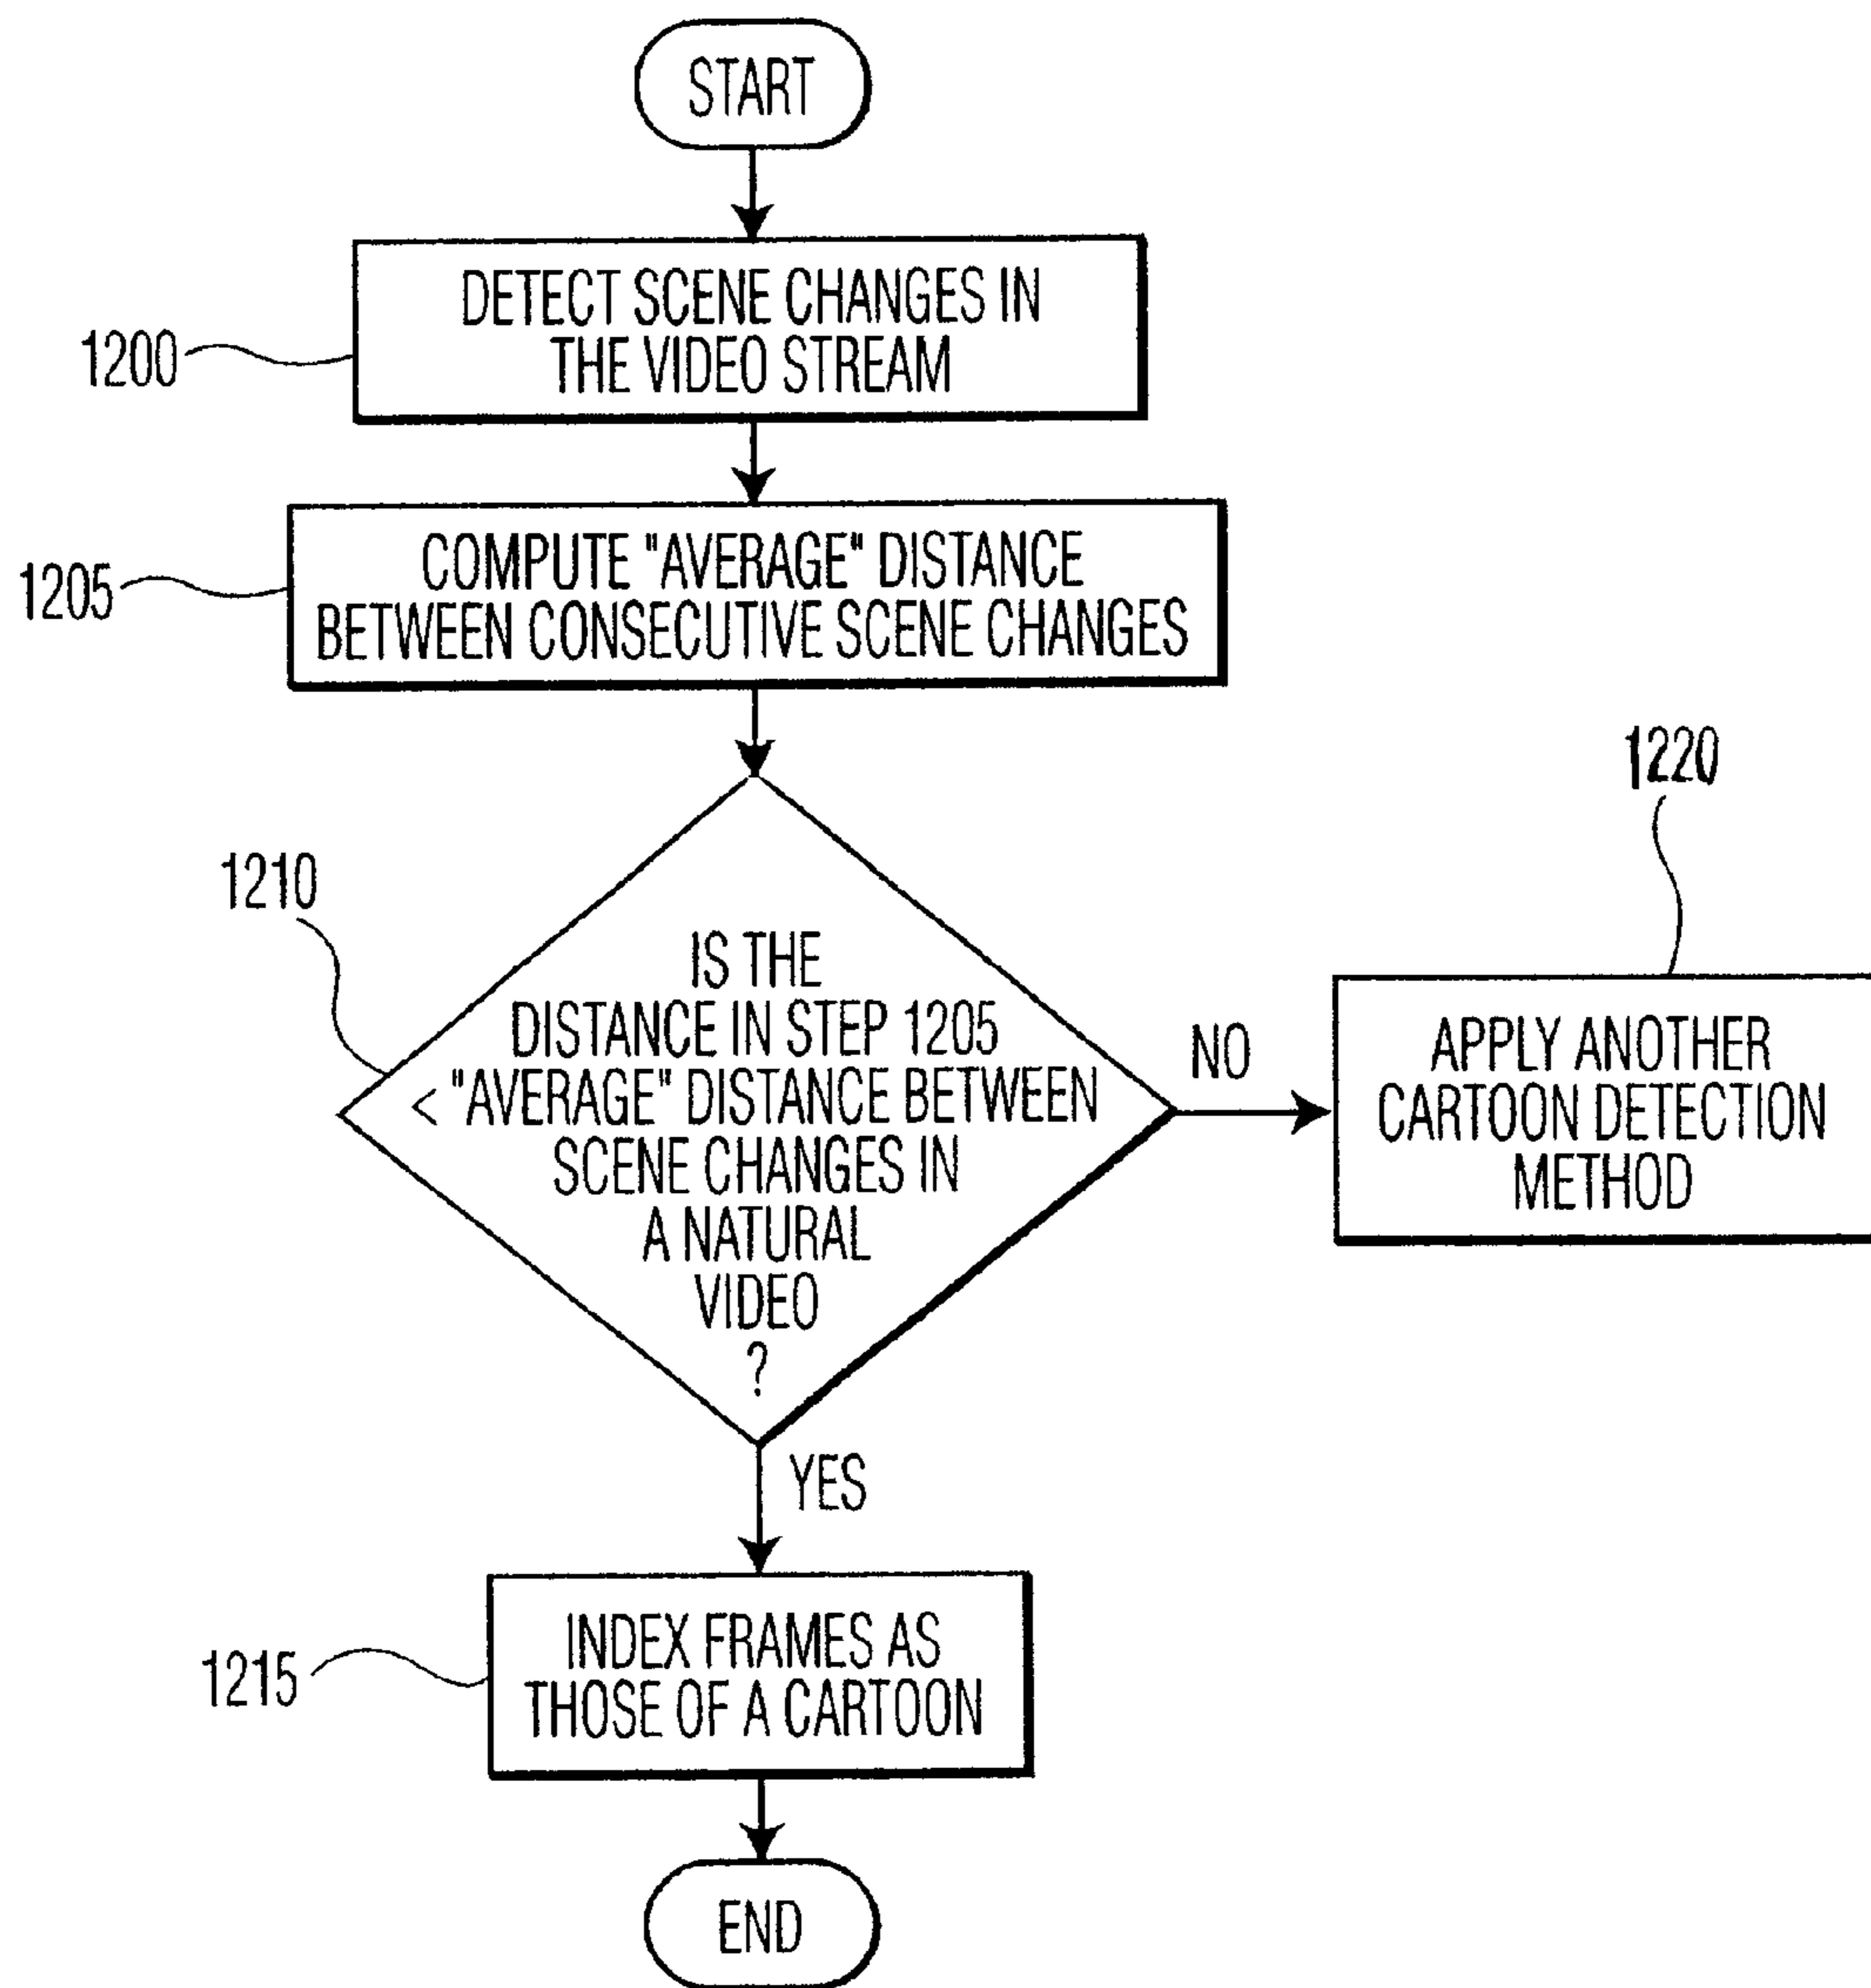 START
DETECT SCENE CHANGES IN
THE VIDEO STREAM
1200
COMPUTE "AVERAGE" DISTANCE
BETWEEN CONSECUTIVE SCENE CHANGES
1205
1210
IS THE
DISTANCE IN STEP 1205
< "AVERAGE" DISTANCE BETWEEN
SCENE CHANGES IN
A NATURAL
VIDEO
?
NO
1220
APPLY ANOTHER
CARTOON DETECTION
METHOD
YES
1215
INDEX FRAMES AS
THOSE OF A CARTOON
END